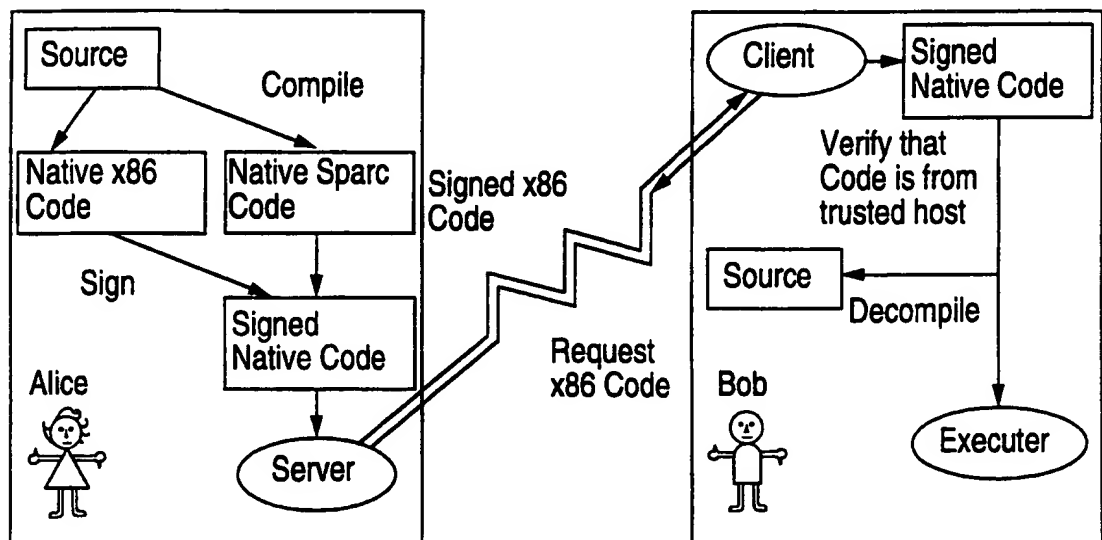 Source
Compile
Native x86
Code
Native Sparc
Code
Sign
Signed
Native Code
Alice
Server
Signed x86
Code
Request
x86 Code
Client
Signed
Native Code
Verify that
Code is from
trusted host
Source
Decompile
Bob
Executer